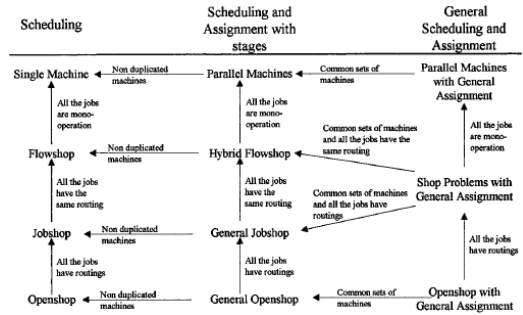 Scheduling
Scheduling and
Assignment with
stages
General
Scheduling and
Assignment
Single Machine
Non duplicated
machines
Parallel Machines
Common sets of
machines
Parallel Machines
with General
Assignment
All the jobs
are mono-
operation
All the jobs
are mono-
operation
Common sets of machines
and all the jobs have the
same routing
All the jobs
are mono-
operation
Flowshop
Non duplicated
machines
Hybrid Flowshop
All the jobs
have the
same routing
All the jobs
have the
same routing
Common sets of machines
and all the jobs have
routings
Shop Problems with
General Assignment
Jobshop
Non duplicated
machines
General Jobshop
All the jobs
have routings
All the jobs
have routings
All the jobs
have routings
Openshop
Non duplicated
machines
General Openshop
Common sets of
machines
Openshop with
General Assignment